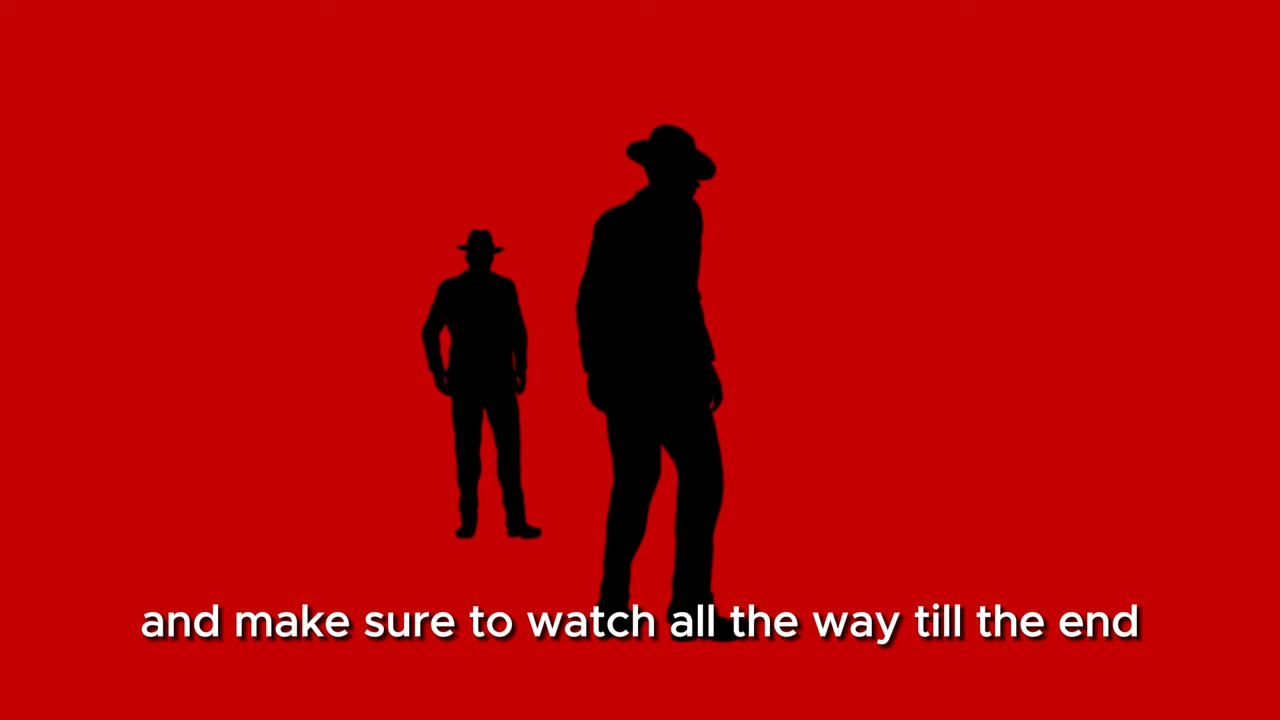 and make sure to watch all the way till the end